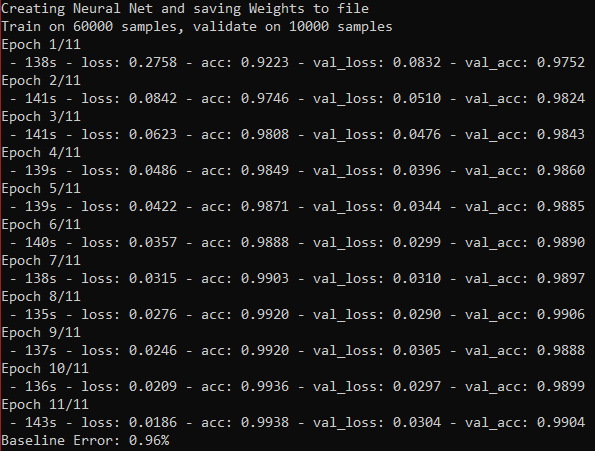 Creating Neural Net and saving Weights to file
Train on 60000 samples, validate on 10000 samples
Epoch 1/11
 - 138s - loss: 0.2758 - acc: 0.9223 - val_loss: 0.0832 - val_acc: 0.9752
Epoch 2/11
 - 141s - loss: 0.0842 - acc: 0.9746 - val_loss: 0.0510 - val_acc: 0.9824
Epoch 3/11
 - 141s - loss: 0.0623 - acc: 0.9808 - val_loss: 0.0476 - val_acc: 0.9843
Epoch 4/11
 - 139s - loss: 0.0486 - acc: 0.9849 - val_loss: 0.0396 - val_acc: 0.9860
Epoch 5/11
 - 139s - loss: 0.0422 - acc: 0.9871 - val_loss: 0.0344 - val_acc: 0.9885
Epoch 6/11
 - 140s - loss: 0.0357 - acc: 0.9888 - val_loss: 0.0299 - val_acc: 0.9890
Epoch 7/11
 - 138s - loss: 0.0315 - acc: 0.9903 - val_loss: 0.0310 - val_acc: 0.9897
Epoch 8/11
 - 135s - loss: 0.0276 - acc: 0.9920 - val_loss: 0.0290 - val_acc: 0.9906
Epoch 9/11
 - 137s - loss: 0.0246 - acc: 0.9920 - val_loss: 0.0305 - val_acc: 0.9888
Epoch 10/11
 - 136s - loss: 0.0209 - acc: 0.9936 - val_loss: 0.0297 - val_acc: 0.9899
Epoch 11/11
 - 143s - loss: 0.0186 - acc: 0.9938 - val_loss: 0.0304 - val_acc: 0.9904
Baseline Error: 0.96%